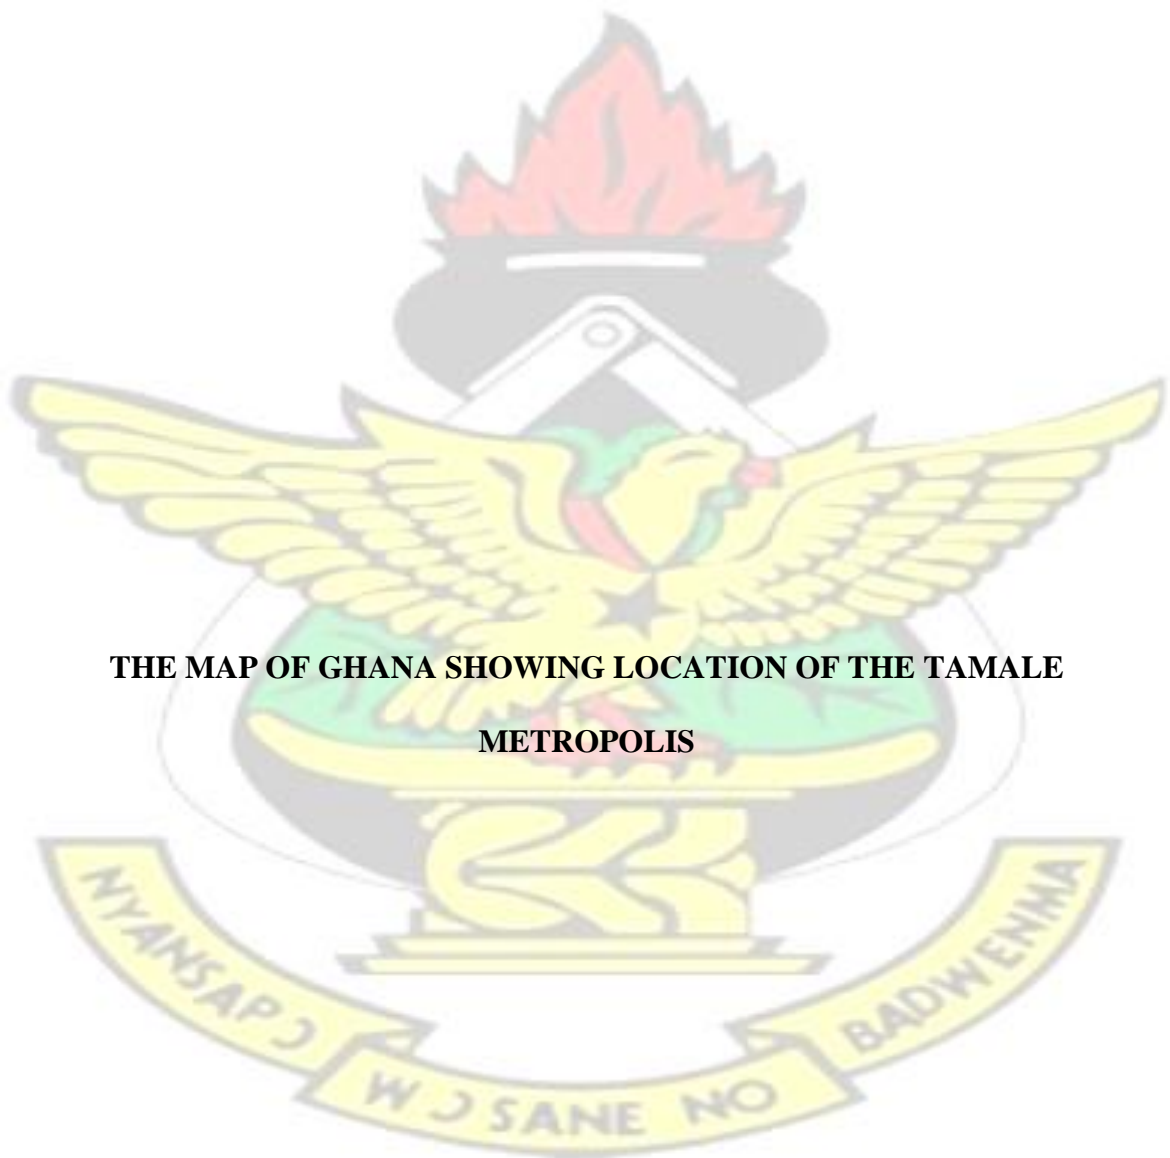 THE MAP OF GHANA SHOWING LOCATION OF THE TAMALE
METROPOLIS
NYANSAPƆ
WƆSANE NO
BADWENMA